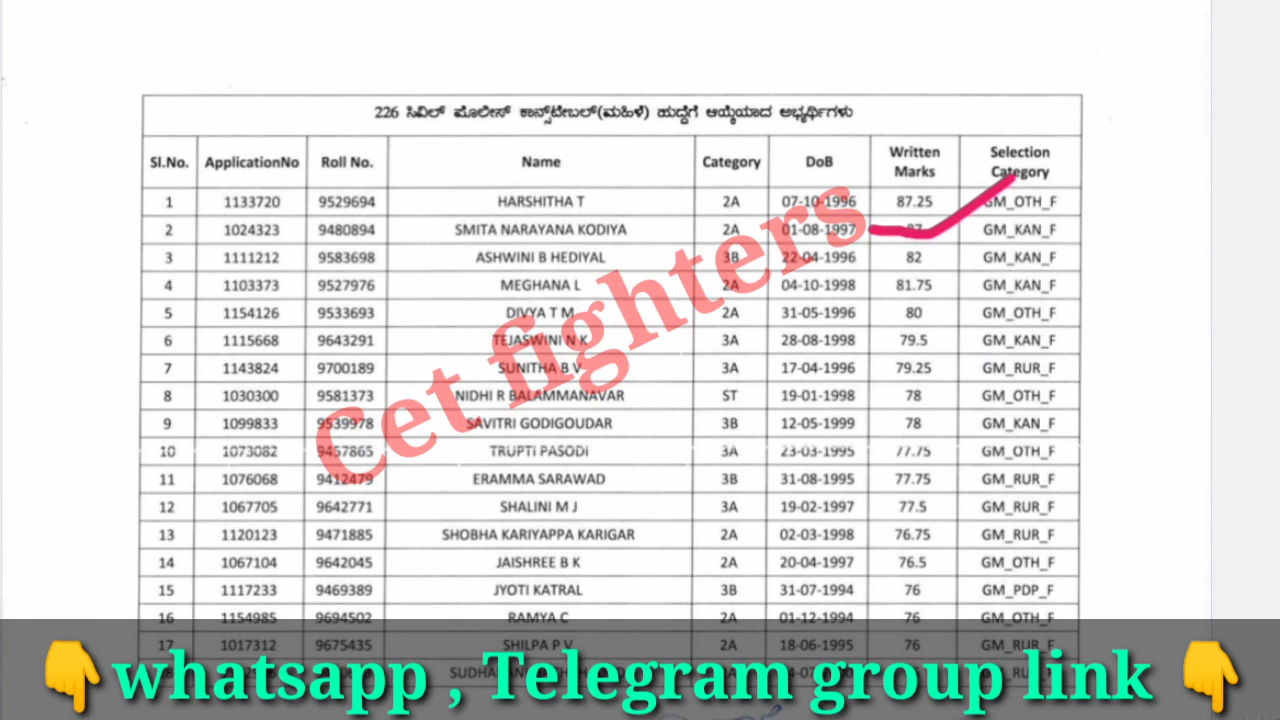 226 ಸಿವಿಲ್ ಪೊಲೀಸ್ ಕಾನ್ಸ್‌ಟೇಬಲ್(ಮಹಿಳೆ) ಹುದ್ದೆಗೆ ಆಯ್ಕೆಯಾದ ಅಭ್ಯರ್ಥಿಗಳು
Sl.No. ApplicationNo Roll No. Name Category DoB Written Marks Selection Category
1 1133720 9529694 HARSHITHA T 2A 07-10-1996 87.25 GM_OTH_F
2 1024323 9480894 SMITA NARAYANA KODIYA 2A 01-08-1997 GM_KAN_F
3 1111212 9583698 ASHWINI B HEDIYAL 3B 22-04-1996 82 GM_KAN_F
4 1103373 9527976 MEGHANA L 2A 04-10-1998 81.75 GM_KAN_F
5 1154126 9533693 DIVYA T M 2A 31-05-1996 80 GM_OTH_F
6 1115668 9643291 TEJASWINI N K 3A 28-08-1998 79.5 GM_KAN_F
7 1143824 9700189 SUNITHA B V 3A 17-04-1996 79.25 GM_RUR_F
8 1030300 9581373 NIDHI R BALAMMANAVAR ST 19-01-1998 78 GM_OTH_F
9 1099833 9539978 SAVITRI GODIGOUDAR 3B 12-05-1999 78 GM_KAN_F
10 1073082 9457865 TRUPTI PASODI 3A 23-03-1995 77.75 GM_OTH_F
11 1076068 9412479 ERAMMA SARAWAD 3B 31-08-1995 77.75 GM_RUR_F
12 1067705 9642771 SHALINI M J 3A 19-02-1997 77.5 GM_RUR_F
13 1120123 9471885 SHOBHA KARIYAPPA KARIGAR 2A 02-03-1998 76.75 GM_RUR_F
14 1067104 9642045 JAISHREE B K 2A 20-04-1997 76.5 GM_OTH_F
15 1117233 9469389 JYOTI KATRAL 3B 31-07-1994 76 GM_PDP_F
16 1154985 9694502 RAMYA C 2A 01-12-1994 76 GM_OTH_F
17 1017312 9675435 SHILPA P V 2A 18-06-1995 76 GM_RUR_F
Cet fighters
whatsapp , Telegram group link